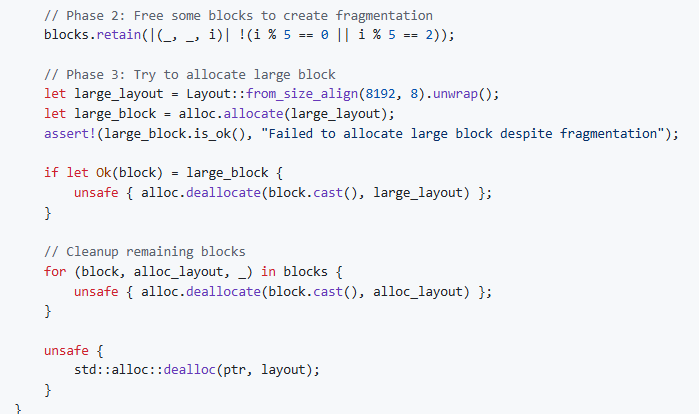 // Phase 2: Free some blocks to create fragmentation
blocks.retain(|(_, _, i)| !(i % 5 == 0 || i % 5 == 2));
// Phase 3: Try to allocate large block
let large_layout = Layout::from_size_align(8192, 8).unwrap();
let large_block = alloc.allocate(large_layout);
assert!(large_block.is_ok(), "Failed to allocate large block despite fragmentation");
if let Ok(block) = large_block {
unsafe { alloc.deallocate(block.cast(), large_layout) };
}
// Cleanup remaining blocks
for (block, alloc_layout, _) in blocks {
unsafe { alloc.deallocate(block.cast(), alloc_layout) };
}
unsafe {
std::alloc::dealloc(ptr, layout);
}
}